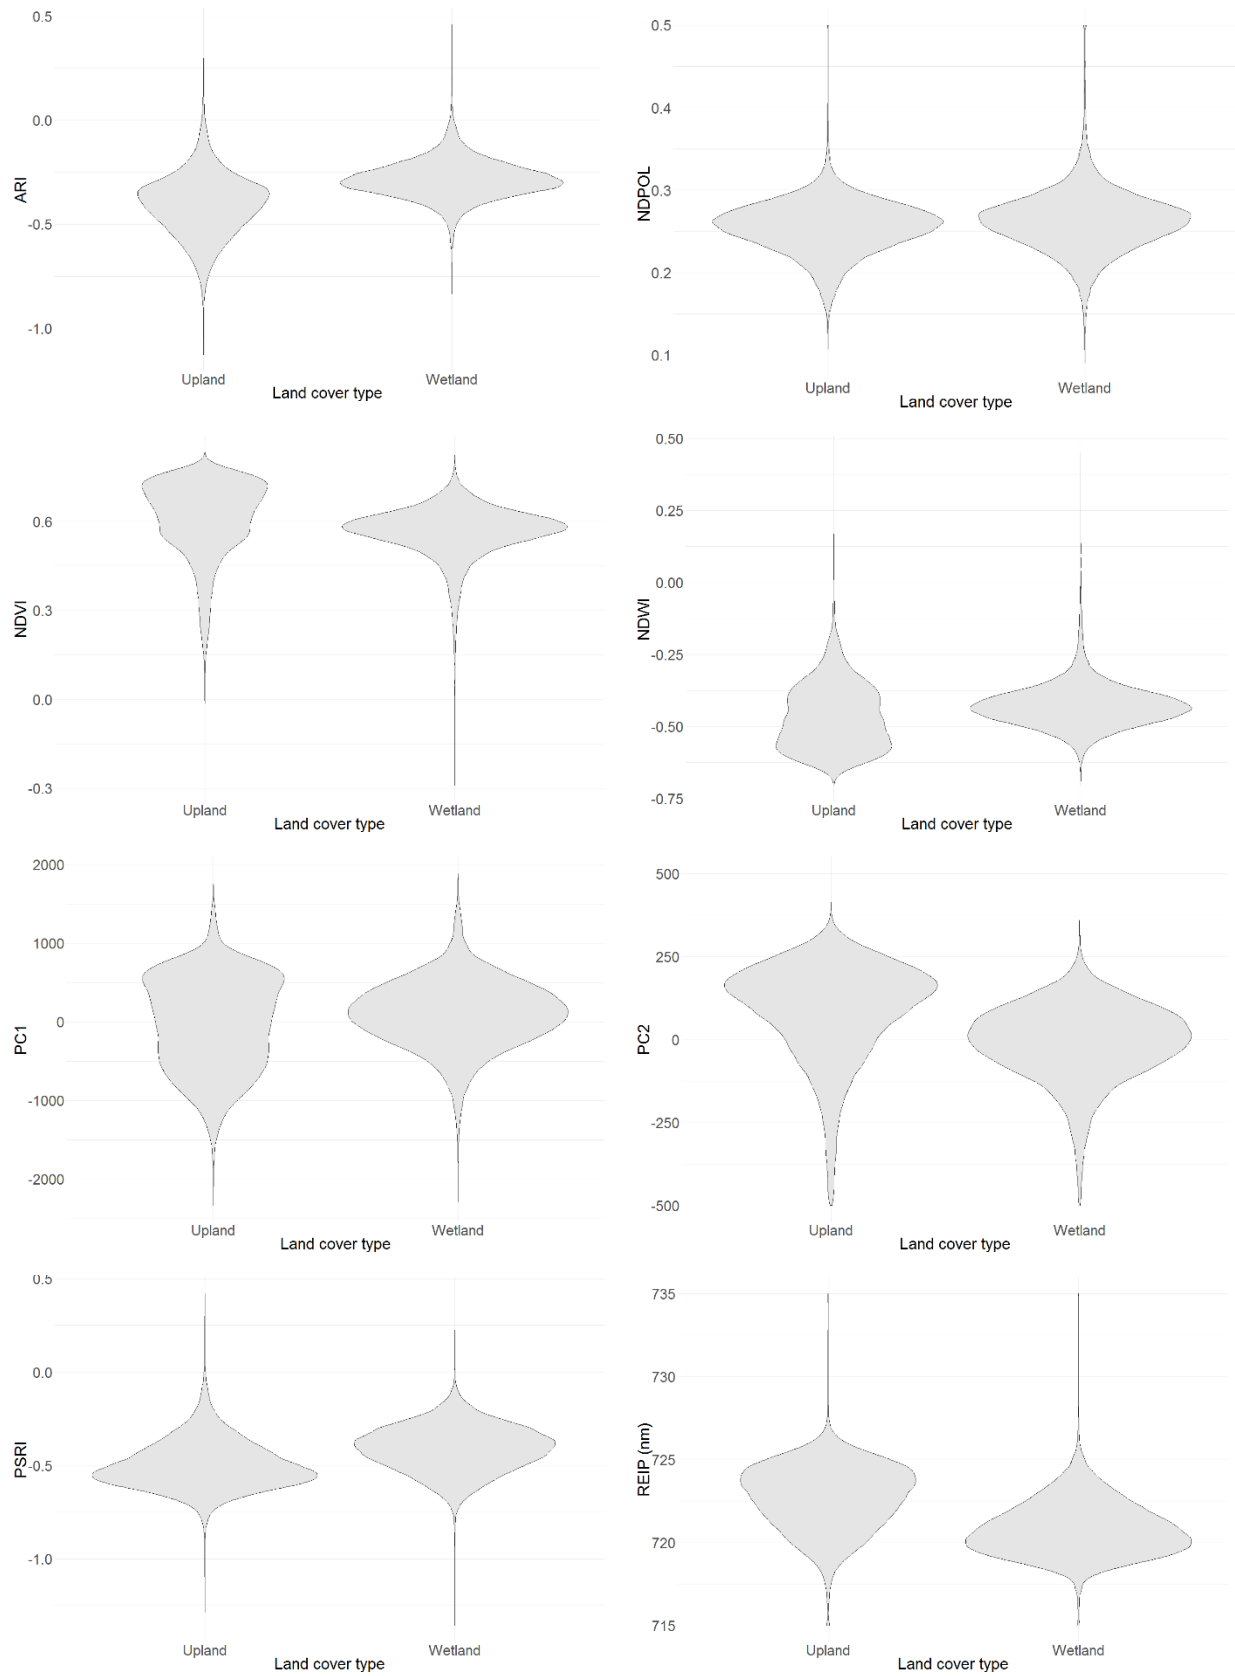 0.5
0.0
-0.5
-1.0
ARI
Upland
Wetland
Land cover type
0.5
0.4
0.3
0.2
0.1
NDPOL
Upland
Wetland
Land cover type
0.6
0.3
0.0
-0.3
NDVI
Upland
Wetland
Land cover type
0.50
0.25
0.00
-0.25
-0.50
-0.75
NDWI
Upland
Wetland
Land cover type
2000
1000
0
-1000
-2000
PC1
Upland
Wetland
Land cover type
500
250
0
-250
-500
PC2
Upland
Wetland
Land cover type
0.5
0.0
-0.5
-1.0
PSRI
Upland
Wetland
Land cover type
735
730
725
720
715
REIP (nm)
Upland
Wetland
Land cover type